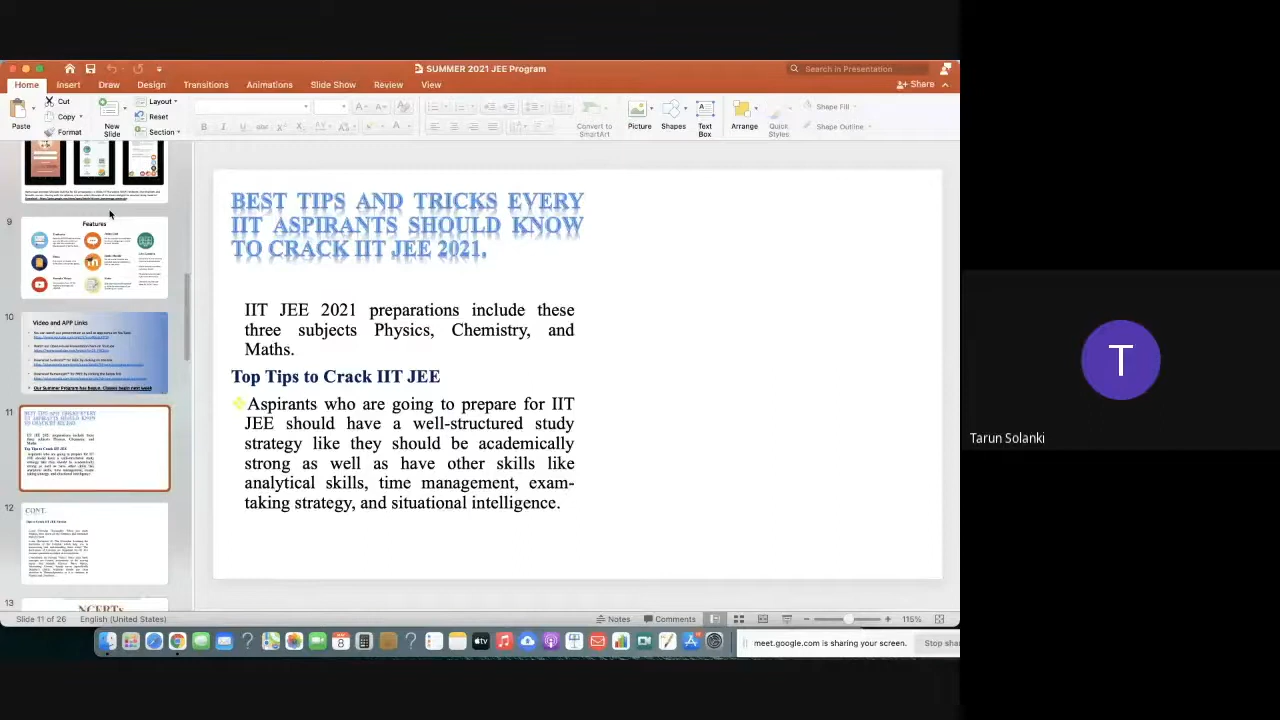 SUMMER 2021 JEE Program
Search in Presentation
Home Insert Draw Design Transitions Animations Slide Show Review View
Share
Paste
Cut
Copy
Format
New Slide
Layout
Reset
Section
B I U
Convert to SmartArt
Picture
Shapes
Text Box
Arrange
Quick Styles
Shape Fill
Shape Outline
9
Features
10
Video and APP Links
11
12
CONT.
13
NCERTs
BEST TIPS AND TRICKS EVERY
IIT ASPIRANTS SHOULD KNOW
TO CRACK IIT JEE 2021.
IIT JEE 2021 preparations include these
three subjects Physics, Chemistry, and
Maths.
Top Tips to Crack IIT JEE
Aspirants who are going to prepare for IIT
JEE should have a well-structured study
strategy like they should be academically
strong as well as have other skills like
analytical skills, time management, exam-
taking strategy, and situational intelligence.
Slide 11 of 26 English (United States)
Notes Comments 115%
meet.google.com is sharing your screen. Stop sha
T
Tarun Solanki